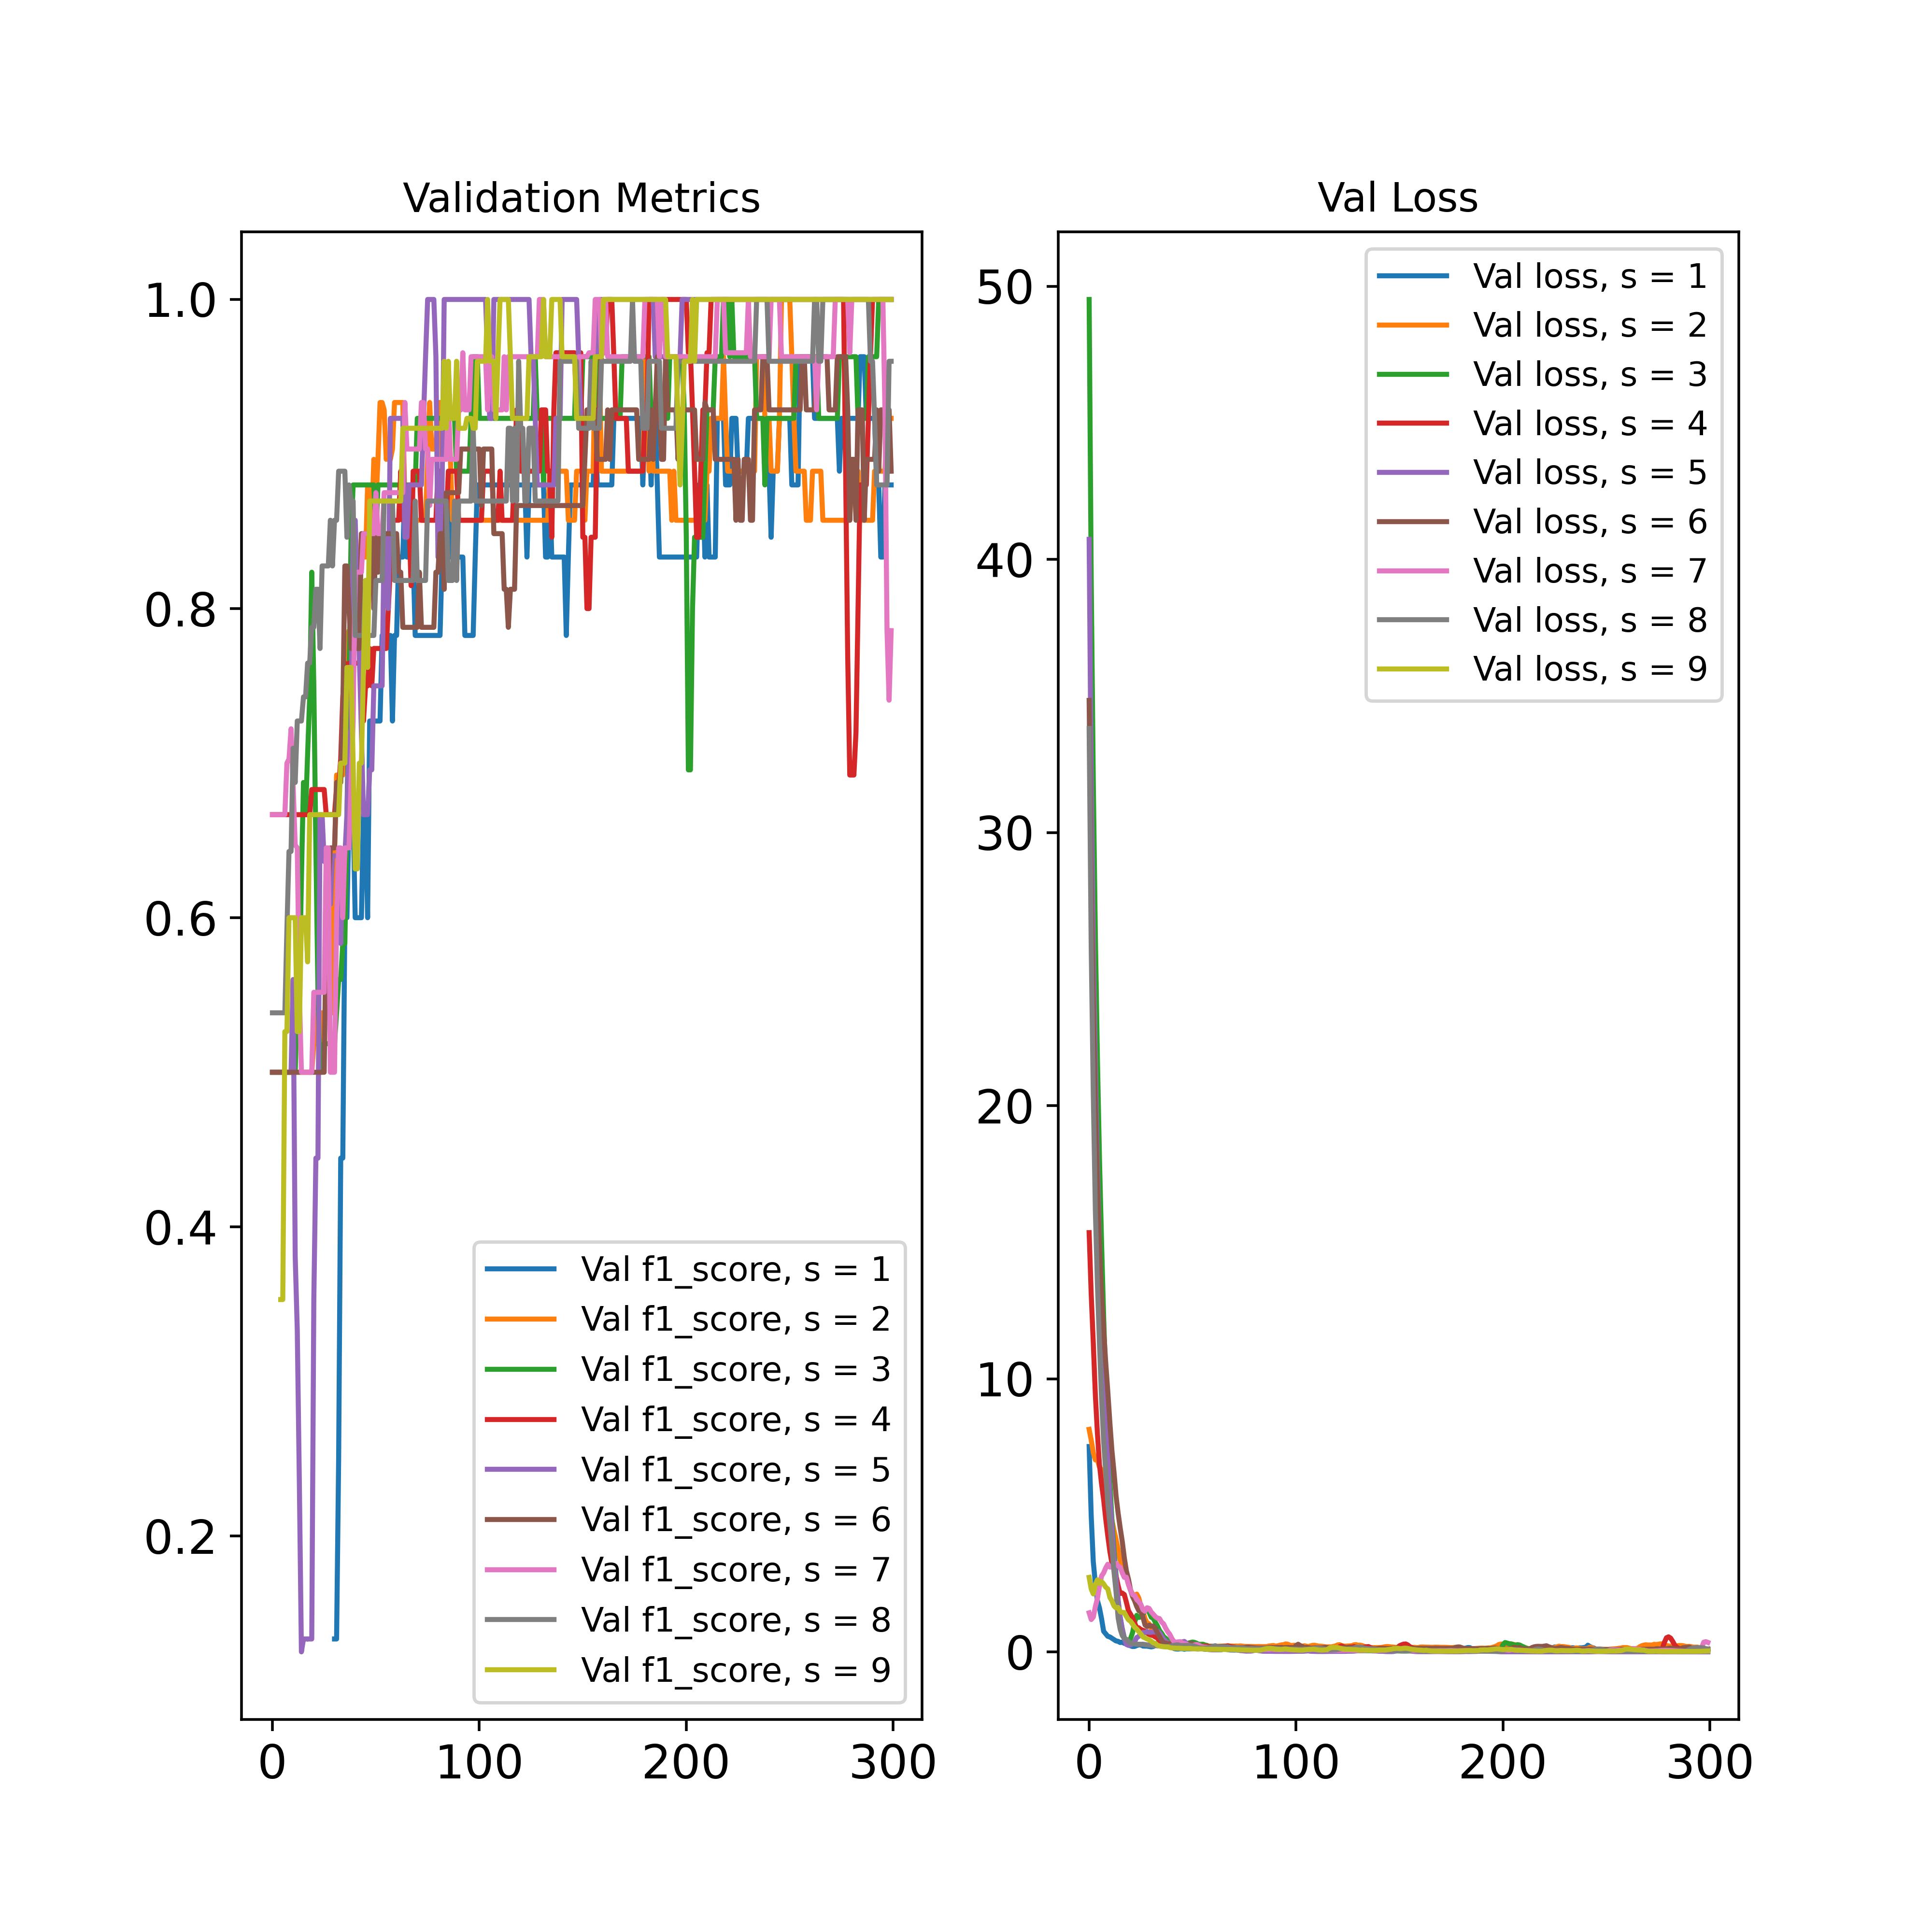 Validation Metrics
1.0
0.8
0.6
0.4
0.2
0 100 200 300
Val f1_score, s = 1
Val f1_score, s = 2
Val f1_score, s = 3
Val f1_score, s = 4
Val f1_score, s = 5
Val f1_score, s = 6
Val f1_score, s = 7
Val f1_score, s = 8
Val f1_score, s = 9
Val Loss
50
40
30
20
10
0
0 100 200 300
Val loss, s = 1
Val loss, s = 2
Val loss, s = 3
Val loss, s = 4
Val loss, s = 5
Val loss, s = 6
Val loss, s = 7
Val loss, s = 8
Val loss, s = 9